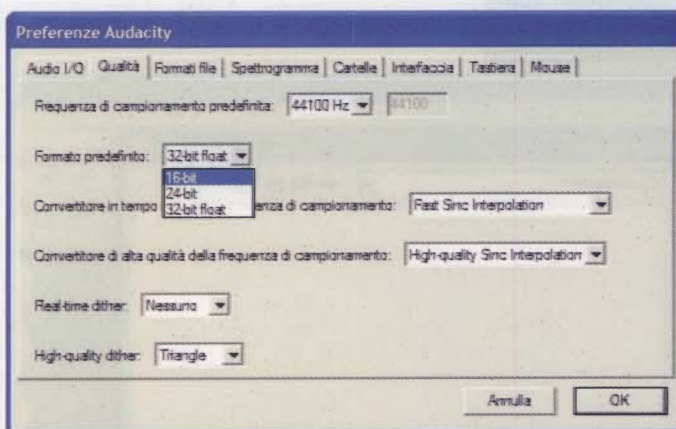 Preferenze Audacity
Audio I/O Qualità Formati file Spettrogramma Cartelle Interfaccia Tastiera Mouse
Frequenza di campionamento predefinita: 44100 Hz 44100
Formato predefinito: 32-bit float
16-bit
24-bit
32-bit float
Convertitore in tempo enza di campionamento: Fast Sinc Interpolation
Convertitore di alta qualità della frequenza di campionamento: High-quality Sinc Interpolation
Real-time dither: Nessuno
High-quality dither: Triangle
Annulla OK